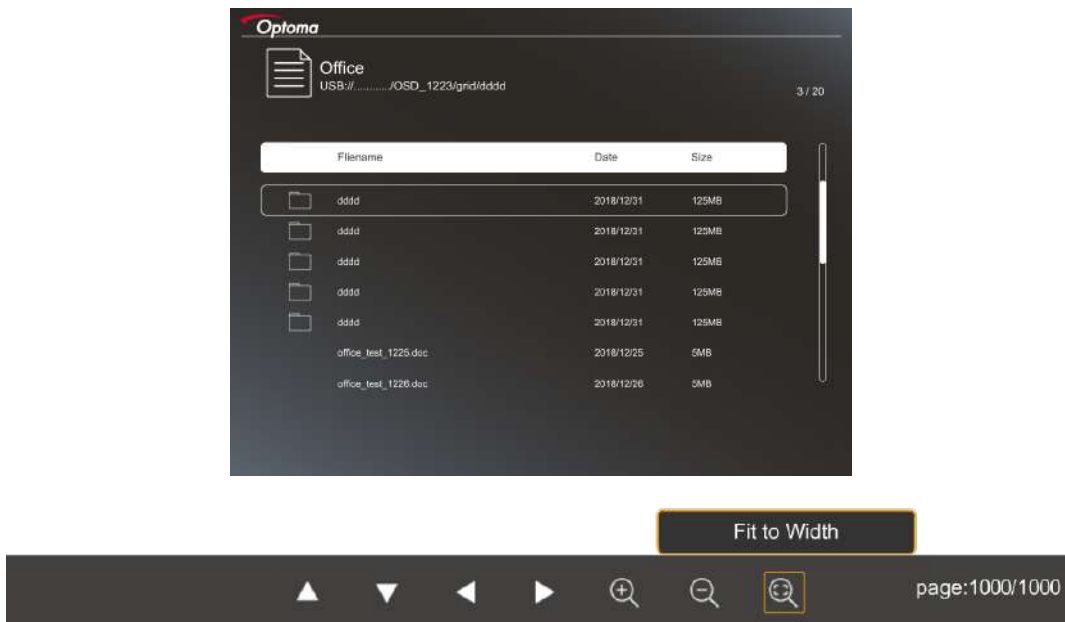 Optoma
Office
USB://.........../OSD_1223/grid/dddd
3 / 20
Fliename Date Size
dddd 2018/12/31 125MB
dddd 2018/12/31 125MB
dddd 2018/12/31 125MB
dddd 2018/12/31 125MB
dddd 2018/12/31 125MB
office_test_1225.doc 2018/12/25 5MB
office_test_1226.doc 2018/12/26 5MB
Fit to Width
page:1000/1000